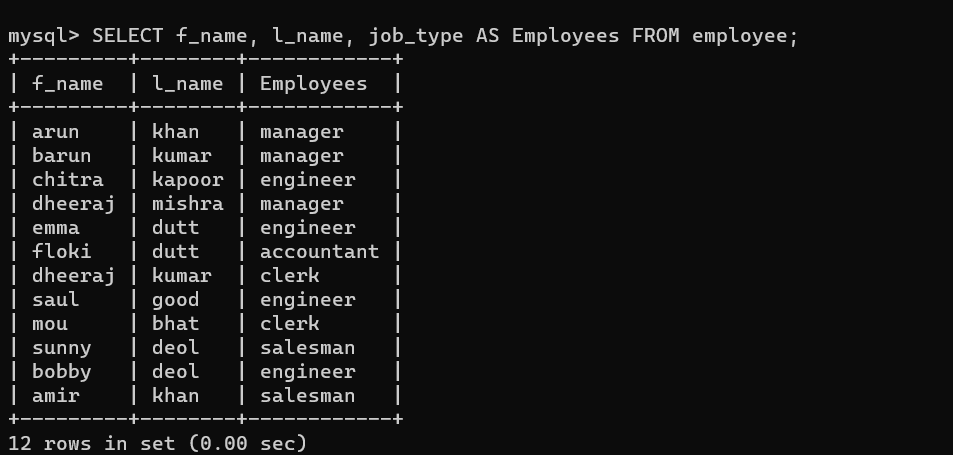 mysql> SELECT f_name, l_name, job_type AS Employees FROM employee;
+---------+--------+------------+
| f_name  | l_name | Employees  |
+---------+--------+------------+
| arun    | khan   | manager    |
| barun   | kumar  | manager    |
| chitra  | kapoor | engineer   |
| dheeraj | mishra | manager    |
| emma    | dutt   | engineer   |
| floki   | dutt   | accountant |
| dheeraj | kumar  | clerk      |
| saul    | good   | engineer   |
| mou     | bhat   | clerk      |
| sunny   | deol   | salesman   |
| bobby   | deol   | engineer   |
| amir    | khan   | salesman   |
+---------+--------+------------+
12 rows in set (0.00 sec)